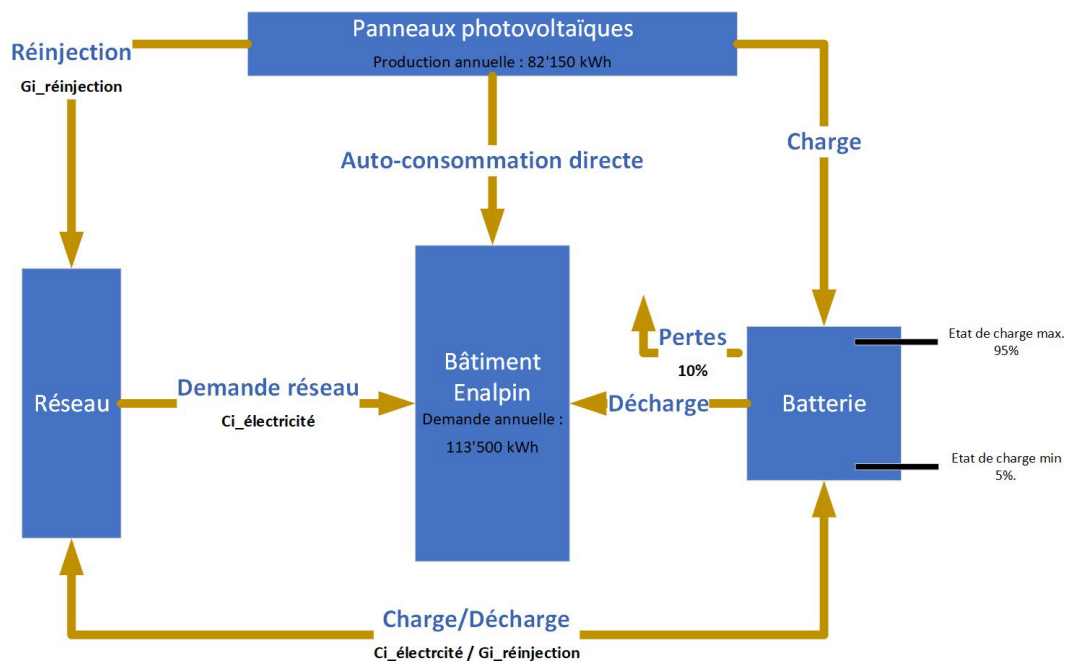 Panneaux photovoltaïques
Production annuelle : 82'150 kWh
Réinjection
Gi_réinjection
Charge
Auto-consommation directe
Pertes
10%
Etat de charge max.
95%
Bâtiment
Enalpin
Demande annuelle :
113'500 kWh
Réseau
Demande réseau
Ci_électricité
Décharge
Batterie
Etat de charge min
5%.
Charge/Décharge
Ci_électrcité / Gi_réinjection